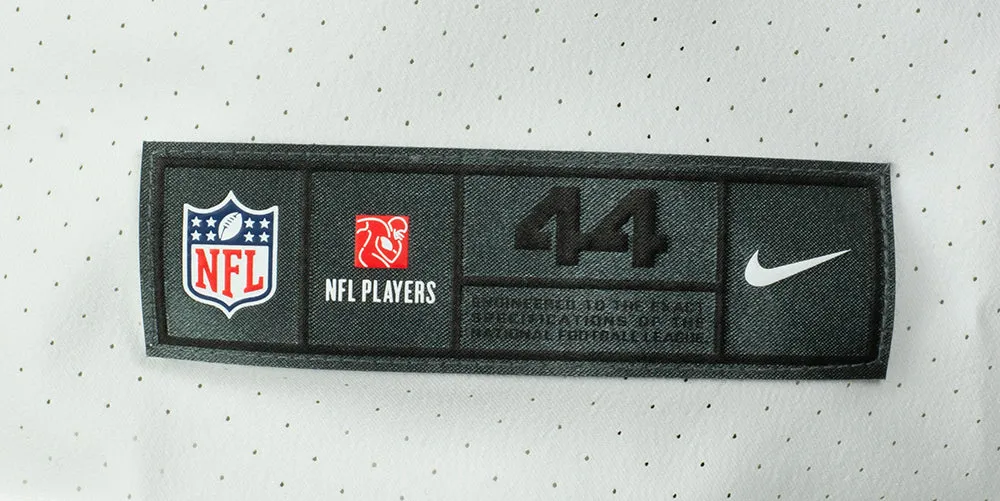 NFL
NFL PLAYERS
44
ENGINEERED TO THE EXACT
SPECIFICATIONS OF THE
NATIONAL FOOTBALL LEAGUE.